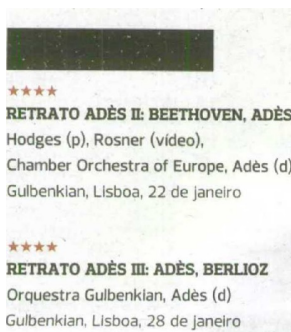 ★★★★
RETRATO ADÈS II: BEETHOVEN, ADÈS
Hodges (p), Rosner (vídeo),
Chamber Orchestra of Europe, Adès (d)
Gulbenkian, Lisboa, 22 de janeiro
★★★★
RETRATO ADÈS III: ADÈS, BERLIOZ
Orquestra Gulbenkian, Adès (d)
Gulbenkian, Lisboa, 28 de janeiro